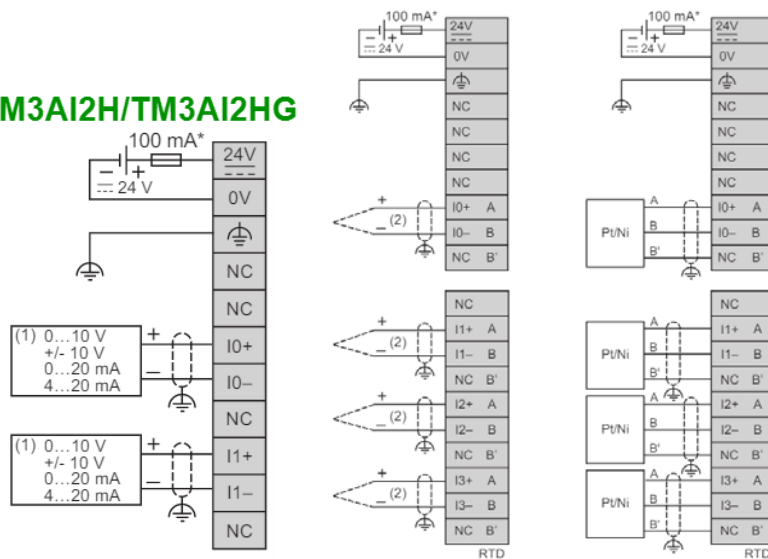 M3AI2H/TM3AI2HG
100 mA*
24V
24 V
0V
NC
NC
(1) 0...10 V
+/- 10 V
0...20 mA
4...20 mA
+
I0+
–
I0–
NC
(1) 0...10 V
+/- 10 V
0...20 mA
4...20 mA
+
I1+
–
I1–
NC
100 mA*
24V
24 V
0V
NC
NC
NC
NC
+
(2)
–
I0+ A
I0– B
NC B'
NC
+
(2)
–
I1+ A
I1– B
NC B'
+
(2)
–
I2+ A
I2– B
NC B'
+
(2)
–
I3+ A
I3– B
NC B'
RTD
100 mA*
24V
24 V
0V
NC
NC
NC
NC
Pt/Ni
A
B
B'
I0+ A
I0– B
NC B'
NC
Pt/Ni
A
B
B'
I1+ A
I1– B
NC B'
Pt/Ni
A
B
B'
I2+ A
I2– B
NC B'
Pt/Ni
A
B
B'
I3+ A
I3– B
NC B'
RTD